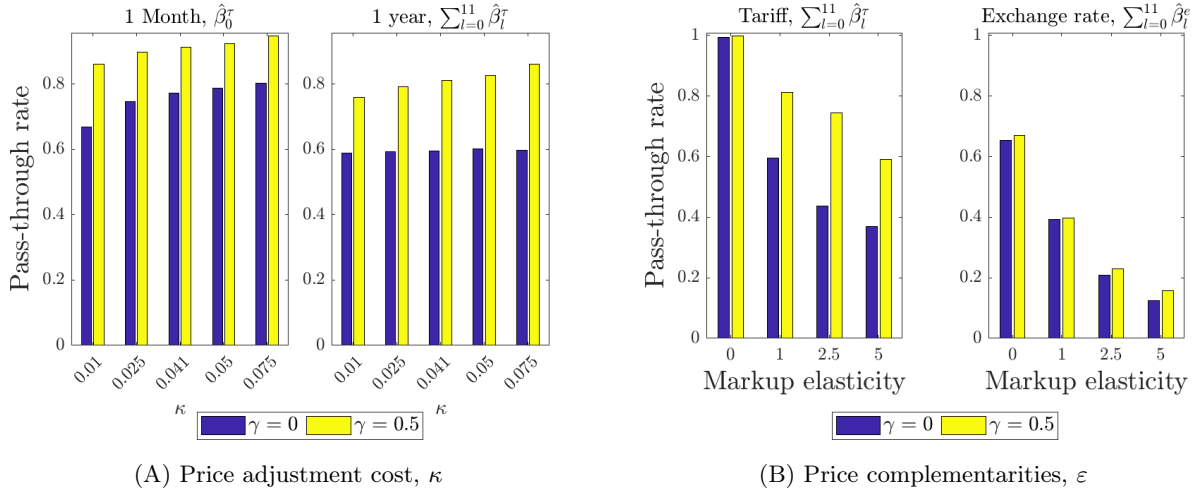 1 Month, $\hat{\beta}_0^{\tau}$
1 year, $\sum_{l=0}^{11} \hat{\beta}_l^{\tau}$
Pass-through rate
0.8
0.6
0.4
0.2
0
0.01
0.025
0.041
0.05
0.075
κ
0.8
0.6
0.4
0.2
0
0.01
0.025
0.041
0.05
0.075
κ
γ = 0
γ = 0.5
(A) Price adjustment cost, κ
Tariff, $\sum_{l=0}^{11} \hat{\beta}_l^{\tau}$
Exchange rate, $\sum_{l=0}^{11} \hat{\beta}_l^{e}$
Pass-through rate
1
0.8
0.6
0.4
0.2
0
0 1 2.5 5
Markup elasticity
1
0.8
0.6
0.4
0.2
0
0 1 2.5 5
Markup elasticity
γ = 0
γ = 0.5
(B) Price complementarities, ε